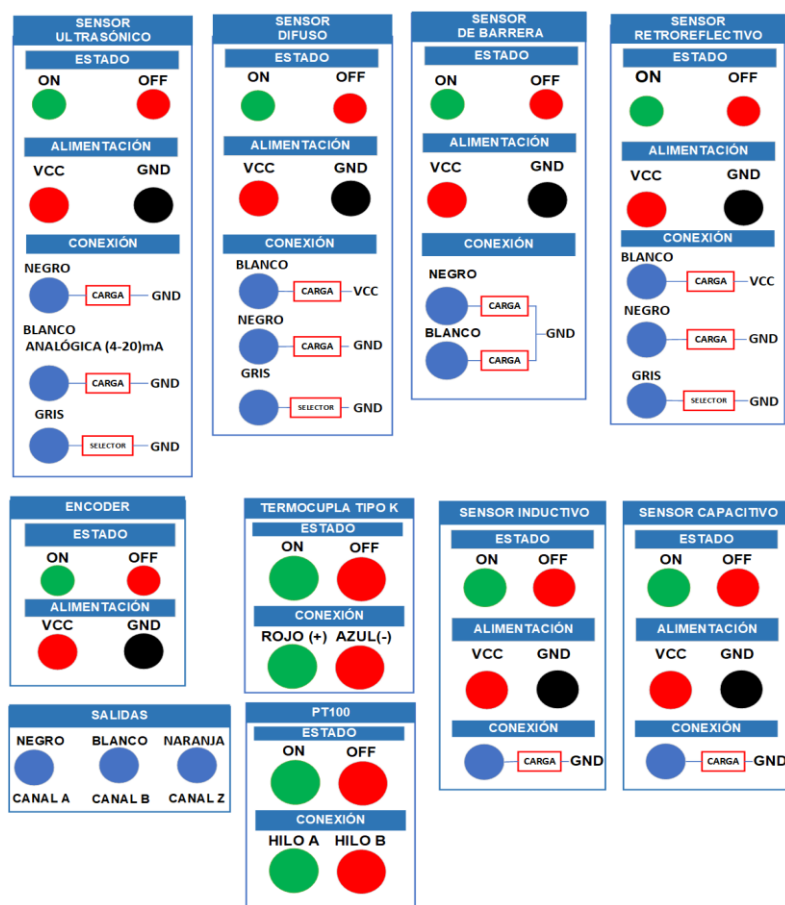 SENSOR
ULTRASÓNICO
ESTADO
ON OFF
ALIMENTACIÓN
VCC GND
CONEXIÓN
NEGRO
CARGA GND
BLANCO
ANALÓGICA (4-20)mA
CARGA GND
GRIS
SELECTOR GND
SENSOR
DIFUSO
ESTADO
ON OFF
ALIMENTACIÓN
VCC GND
CONEXIÓN
BLANCO
CARGA VCC
NEGRO
CARGA GND
GRIS
SELECTOR GND
SENSOR
DE BARRERA
ESTADO
ON OFF
ALIMENTACIÓN
VCC GND
CONEXIÓN
NEGRO
CARGA
GND
BLANCO
CARGA
SENSOR
RETROREFLECTIVO
ESTADO
ON OFF
ALIMENTACIÓN
VCC GND
CONEXIÓN
BLANCO
CARGA VCC
NEGRO
CARGA GND
GRIS
SELECTOR GND
ENCODER
ESTADO
ON OFF
ALIMENTACIÓN
VCC GND
SALIDAS
NEGRO BLANCO NARANJA
CANAL A CANAL B CANAL Z
TERMOCUPLA TIPO K
ESTADO
ON OFF
CONEXIÓN
ROJO (+) AZUL(-)
PT100
ESTADO
ON OFF
CONEXIÓN
HILO A HILO B
SENSOR INDUCTIVO
ESTADO
ON OFF
ALIMENTACIÓN
VCC GND
CONEXIÓN
CARGA GND
SENSOR CAPACITIVO
ESTADO
ON OFF
ALIMENTACIÓN
VCC GND
CONEXIÓN
CARGA GND